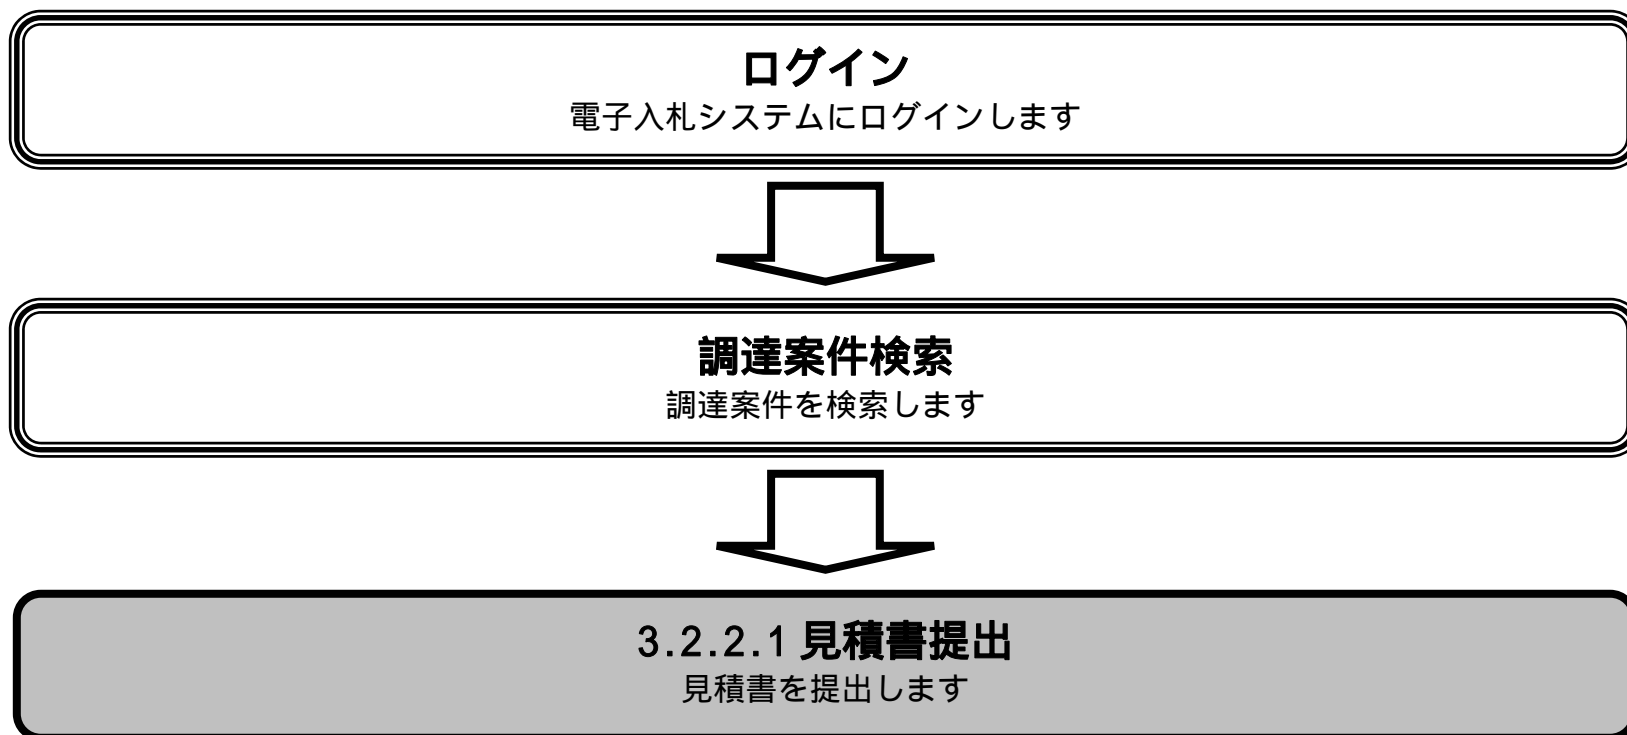 ログイン
電子入札システムにログインします
調達案件検索
調達案件を検索します
3.2.2.1 見積書提出
見積書を提出します